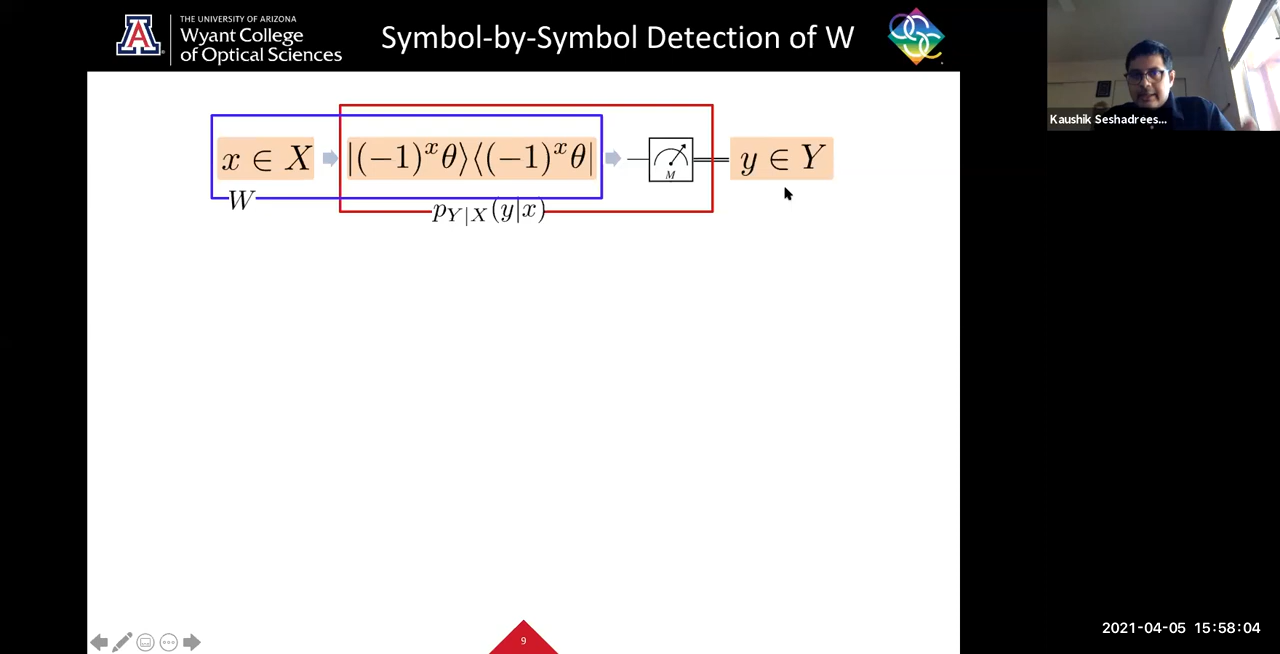 THE UNIVERSITY OF ARIZONA
Wyant College
of Optical Sciences
A
Symbol-by-Symbol Detection of W
x ∈ X
|(−1)^x θ⟩⟨(−1)^x θ|
M
y ∈ Y
W
p_{Y|X}(y|x)
Kaushik Seshadrees...
9
2021-04-05 15:58:04